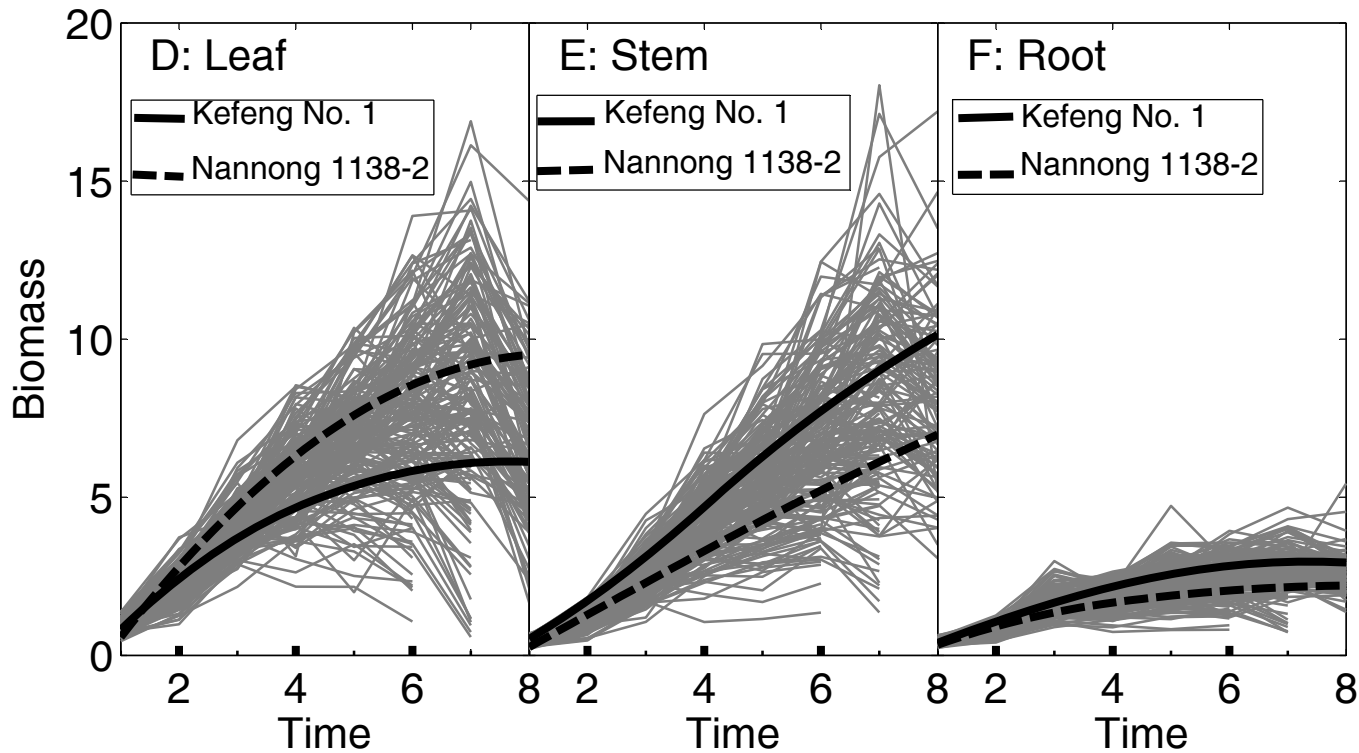 20
15
10
5
0
Biomass
D: Leaf
Kefeng No. 1
Nannong 1138-2
2 4 6 8
Time
E: Stem
Kefeng No. 1
Nannong 1138-2
2 4 6 8
Time
F: Root
Kefeng No. 1
Nannong 1138-2
2 4 6 8
Time